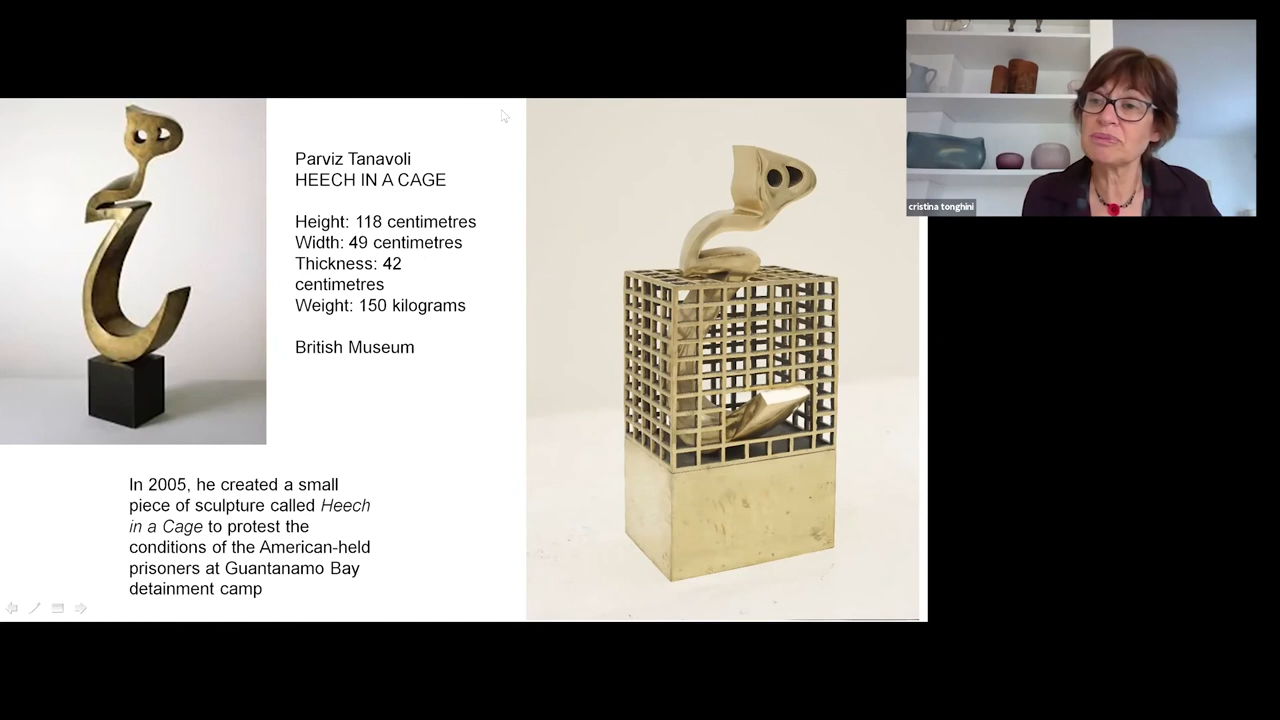 Parviz Tanavoli
HEECH IN A CAGE
Height: 118 centimetres
Width: 49 centimetres
Thickness: 42
centimetres
Weight: 150 kilograms
British Museum
In 2005, he created a small
piece of sculpture called Heech
in a Cage to protest the
conditions of the American-held
prisoners at Guantanamo Bay
detainment camp
cristina tonghini